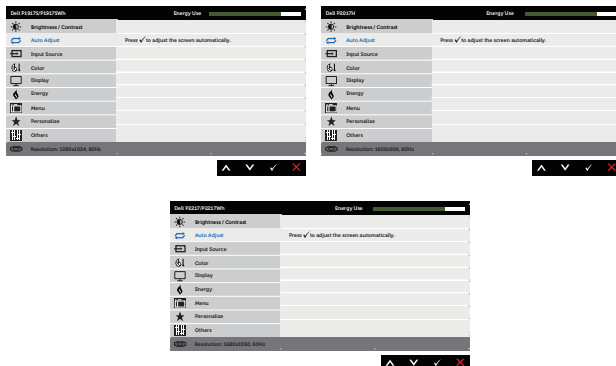 Dell P1917S/P1917SWh
Energy Use
Brightness / Contrast
Auto Adjust
Press ✓ to adjust the screen automatically.
Input Source
Color
Display
Energy
Menu
Personalize
Others
Resolution: 1280x1024, 60Hz
Dell P2017H
Energy Use
Brightness / Contrast
Auto Adjust
Press ✓ to adjust the screen automatically.
Input Source
Color
Display
Energy
Menu
Personalize
Others
Resolution: 1600x900, 60Hz
Dell P2217/P2217Wh
Energy Use
Brightness / Contrast
Auto Adjust
Press ✓ to adjust the screen automatically.
Input Source
Color
Display
Energy
Menu
Personalize
Others
Resolution: 1680x1050, 60Hz